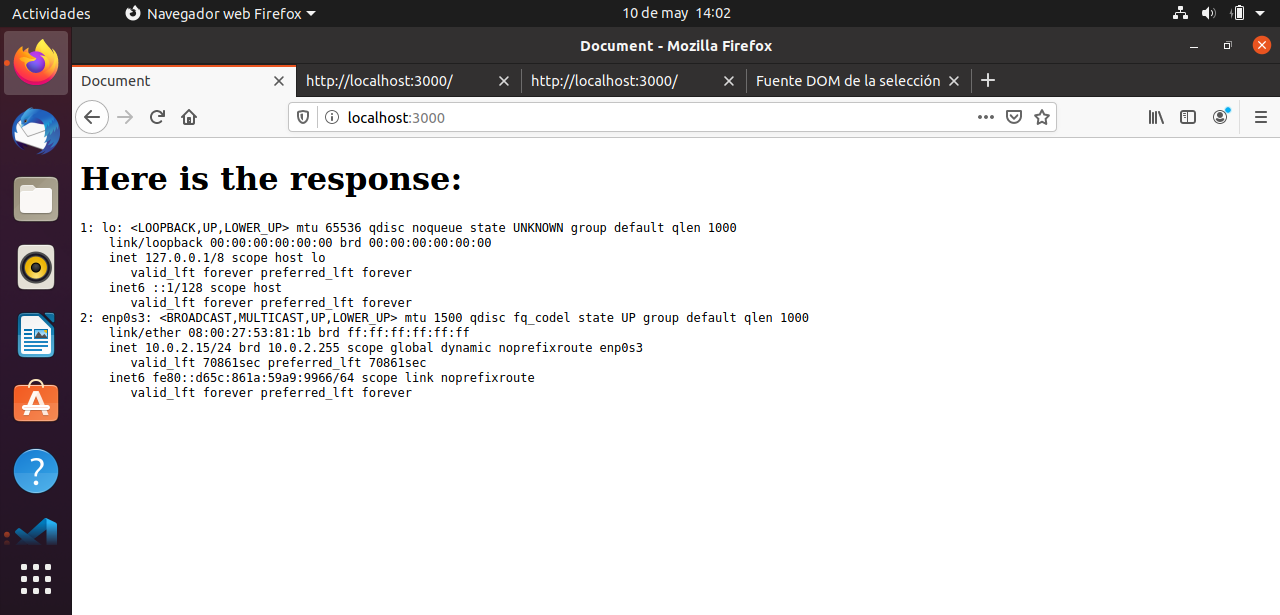 Actividades Navegador web Firefox 10 de may 14:02
Document - Mozilla Firefox
Document http://localhost:3000/ http://localhost:3000/ Fuente DOM de la selección
localhost:3000
Here is the response:
1: lo: <LOOPBACK,UP,LOWER_UP> mtu 65536 qdisc noqueue state UNKNOWN group default qlen 1000
    link/loopback 00:00:00:00:00:00 brd 00:00:00:00:00:00
    inet 127.0.0.1/8 scope host lo
       valid_lft forever preferred_lft forever
    inet6 ::1/128 scope host
       valid_lft forever preferred_lft forever
2: enp0s3: <BROADCAST,MULTICAST,UP,LOWER_UP> mtu 1500 qdisc fq_codel state UP group default qlen 1000
    link/ether 08:00:27:53:81:1b brd ff:ff:ff:ff:ff:ff
    inet 10.0.2.15/24 brd 10.0.2.255 scope global dynamic noprefixroute enp0s3
       valid_lft 70861sec preferred_lft 70861sec
    inet6 fe80::d65c:861a:59a9:9966/64 scope link noprefixroute
       valid_lft forever preferred_lft forever